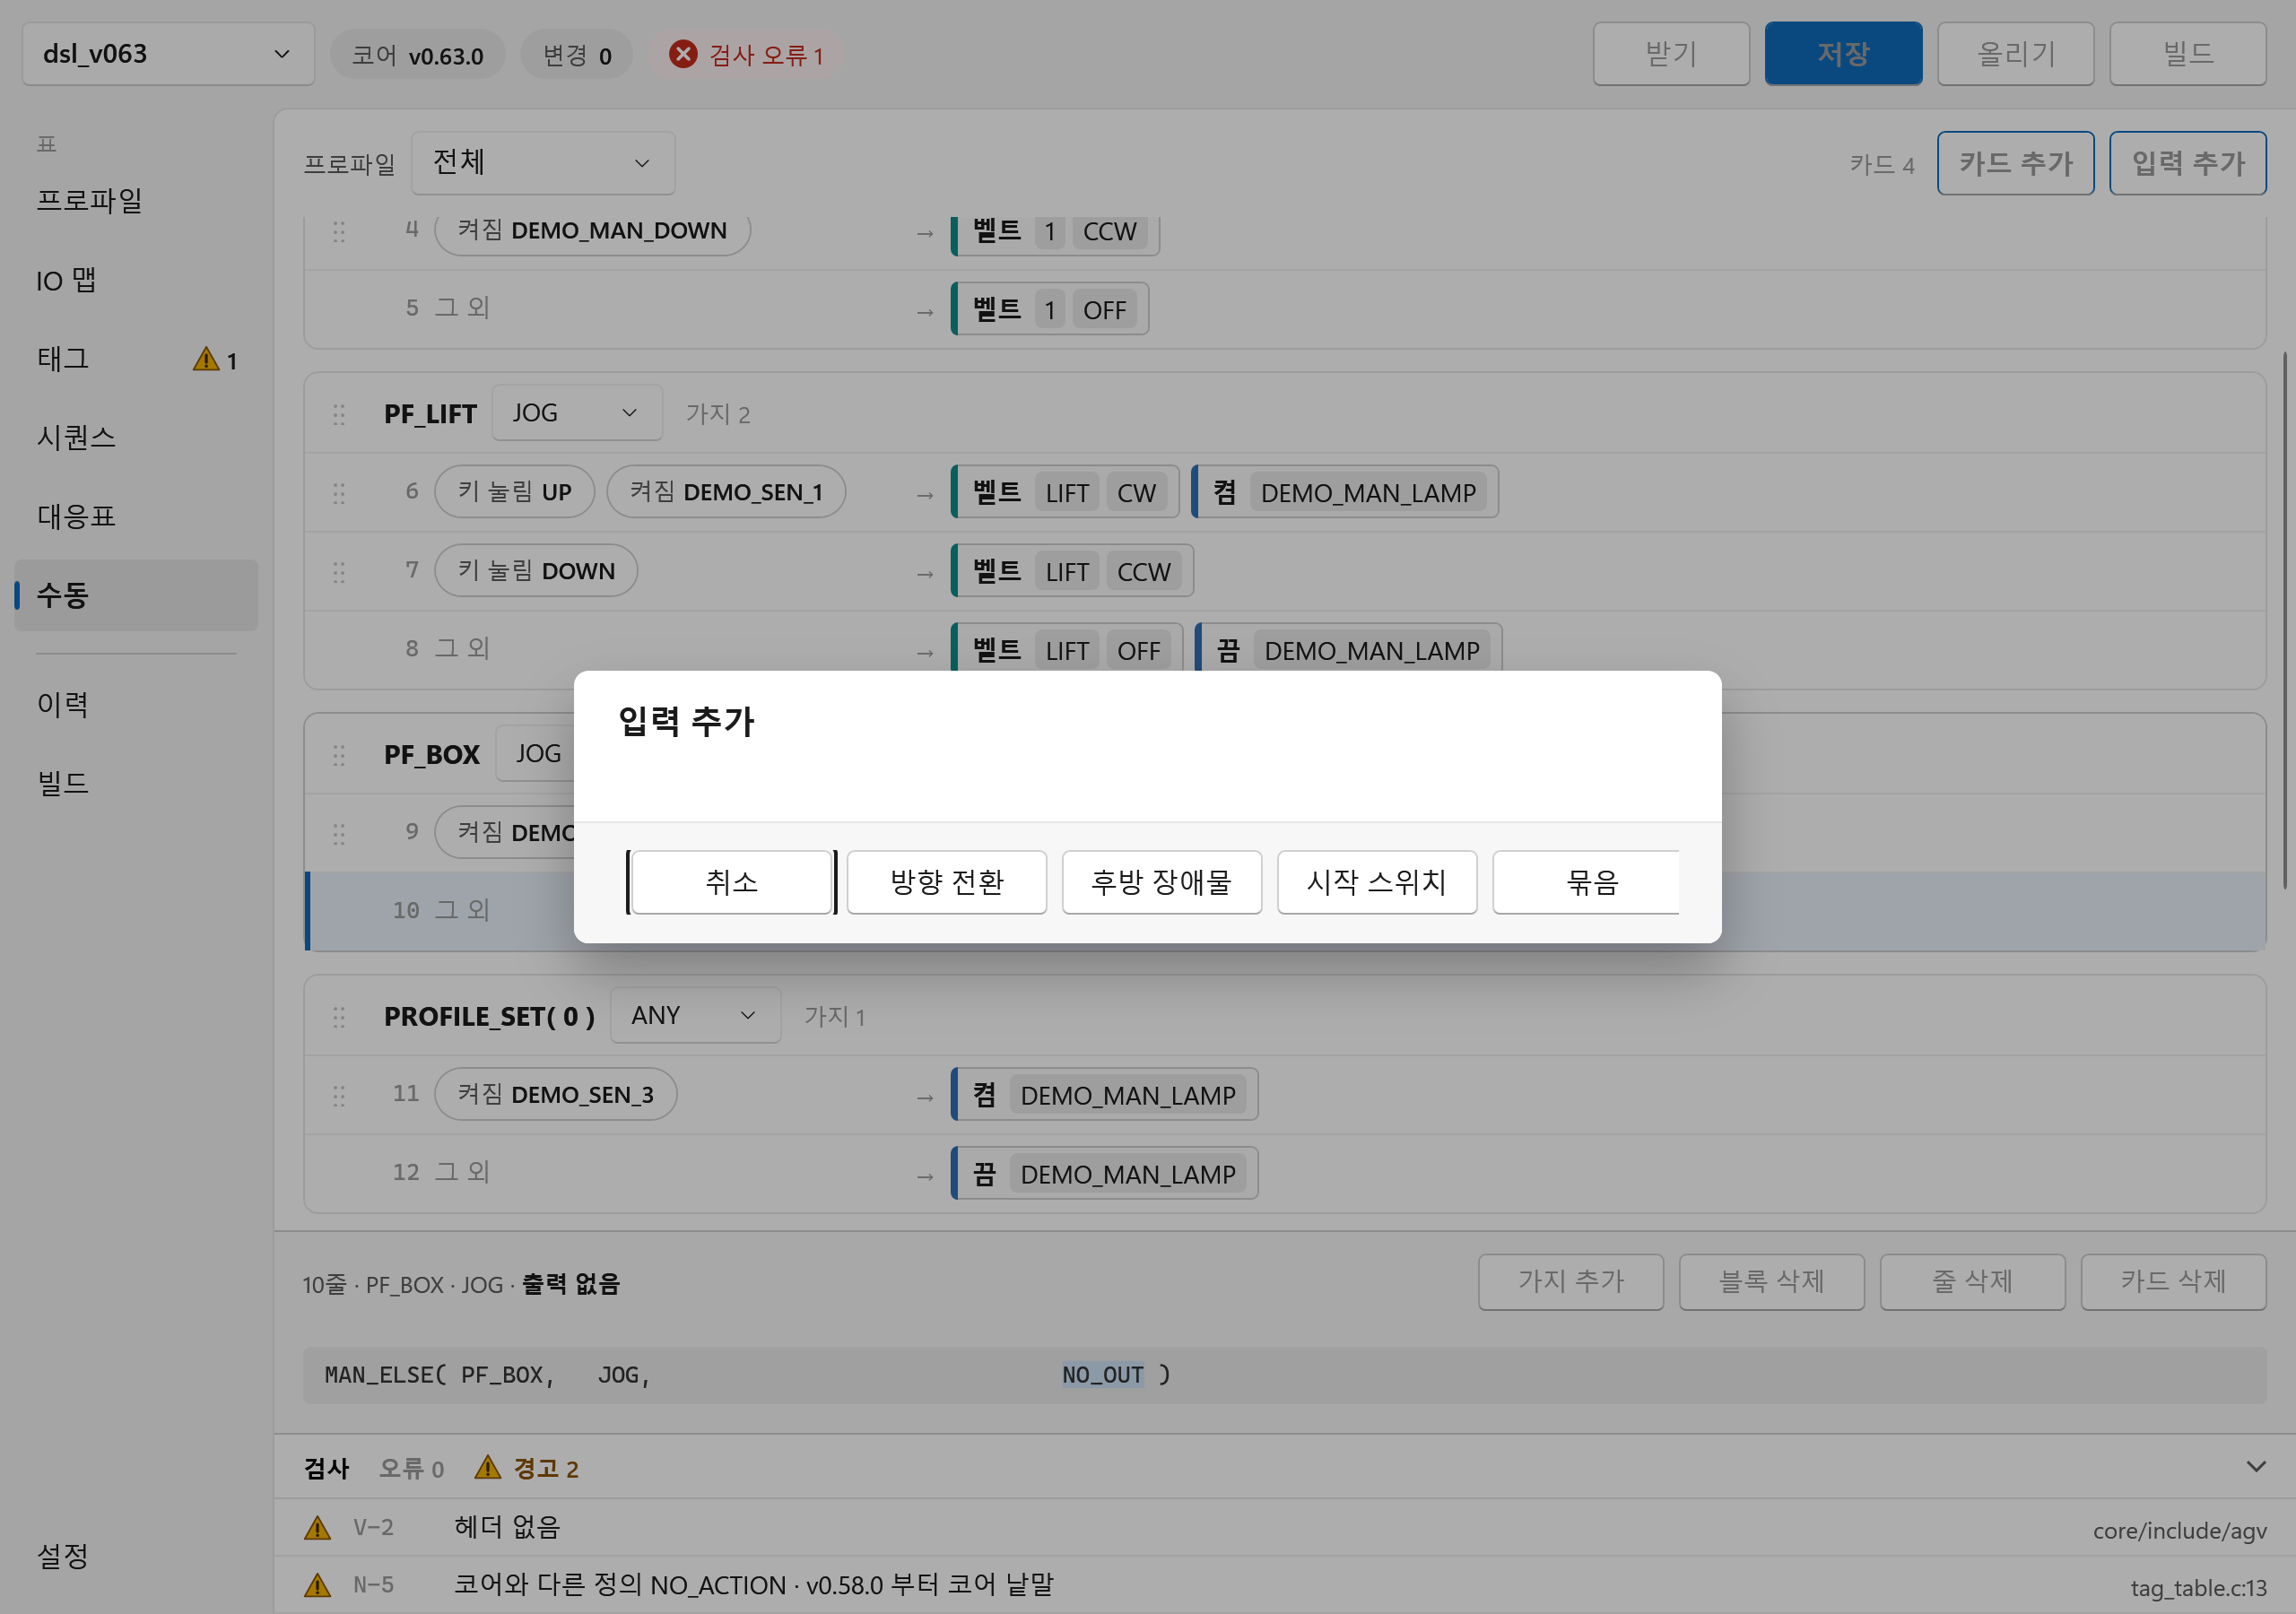 dsl_v063 코어 v0.63.0 변경 0 검사 오류 1 받기 저장 올리기 빌드
표
프로파일
IO 맵
태그 1
시퀀스
대응표
수동
이력
빌드
설정
프로파일 전체 카드 4 카드 추가 입력 추가
4 켜짐 DEMO_MAN_DOWN → 벨트 1 CCW
5 그 외 → 벨트 1 OFF
PF_LIFT JOG 가지 2
6 키 눌림 UP 켜짐 DEMO_SEN_1 → 벨트 LIFT CW 켬 DEMO_MAN_LAMP
7 키 눌림 DOWN → 벨트 LIFT CCW
8 그 외 → 벨트 LIFT OFF 끔 DEMO_MAN_LAMP
PF_BOX JOG
9 켜짐
10 그 외
입력 추가
취소 방향 전환 후방 장애물 시작 스위치 묶음
PROFILE_SET( 0 ) ANY 가지 1
11 켜짐 DEMO_SEN_3 → 켬 DEMO_MAN_LAMP
12 그 외 → 끔 DEMO_MAN_LAMP
10줄 · PF_BOX · JOG · 출력 없음 가지 추가 블록 삭제 줄 삭제 카드 삭제
MAN_ELSE( PF_BOX, JOG, NO_OUT )
검사 오류 0 경고 2
V-2 헤더 없음 core/include/agv
N-5 코어와 다른 정의 NO_ACTION · v0.58.0 부터 코어 낱말 tag_table.c:13